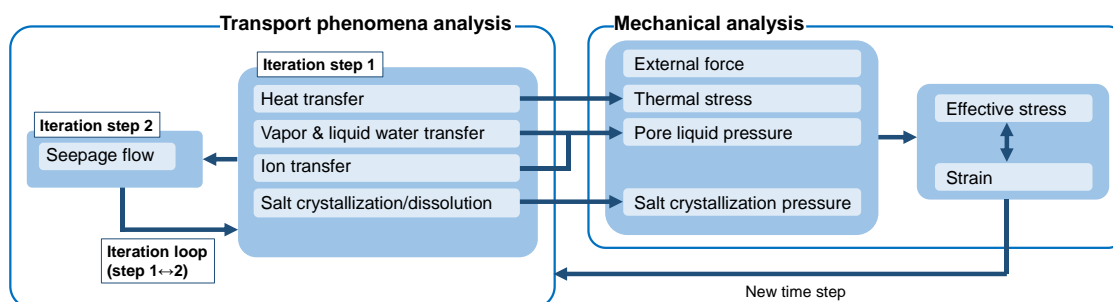 Transport phenomena analysis
Iteration step 1
Heat transfer
Vapor & liquid water transfer
Ion transfer
Salt crystallization/dissolution
Iteration step 2
Seepage flow
Iteration loop
(step 1↔2)
Mechanical analysis
External force
Thermal stress
Pore liquid pressure
Salt crystallization pressure
Effective stress
Strain
New time step